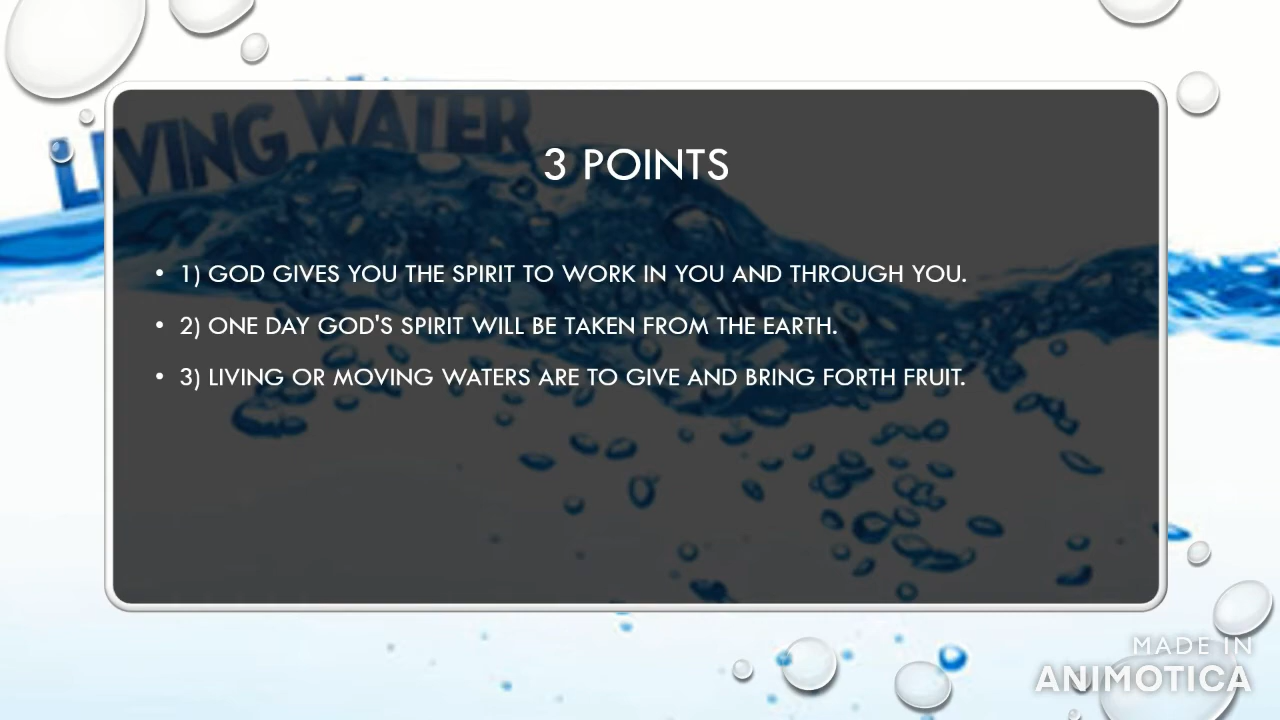 LIVING WATER
3 POINTS
• 1) GOD GIVES YOU THE SPIRIT TO WORK IN YOU AND THROUGH YOU.
• 2) ONE DAY GOD'S SPIRIT WILL BE TAKEN FROM THE EARTH.
• 3) LIVING OR MOVING WATERS ARE TO GIVE AND BRING FORTH FRUIT.
MADE IN
ANIMOTICA